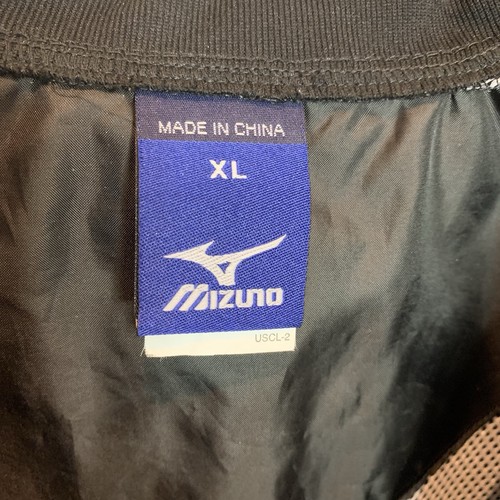 MADE IN CHINA
XL
MIZUNO
USCL-2